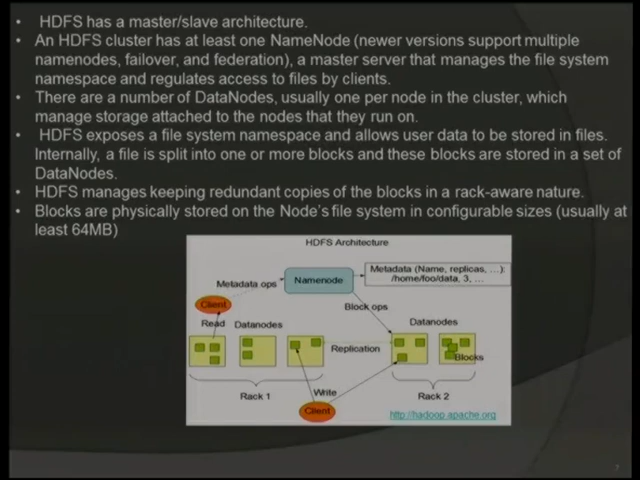 HDFS has a master/slave architecture.
An HDFS cluster has at least one NameNode (newer versions support multiple
namenodes, failover, and federation), a master server that manages the file system
namespace and regulates access to files by clients.
There are a number of DataNodes, usually one per node in the cluster, which
manage storage attached to the nodes that they run on.
HDFS exposes a file system namespace and allows user data to be stored in files.
Internally, a file is split into one or more blocks and these blocks are stored in a set of
DataNodes.
HDFS manages keeping redundant copies of the blocks in a rack-aware nature.
Blocks are physically stored on the Node's file system in configurable sizes (usually at
least 64MB)
HDFS Architecture
Metadata (Name, replicas, ...):
/home/foo/data, 3, ...
Namenode
Metadata ops
Client
Block ops
Read
Datanodes
Datanodes
Replication
Blocks
Rack 1
Write
Rack 2
Client
http://hadoop.apache.org